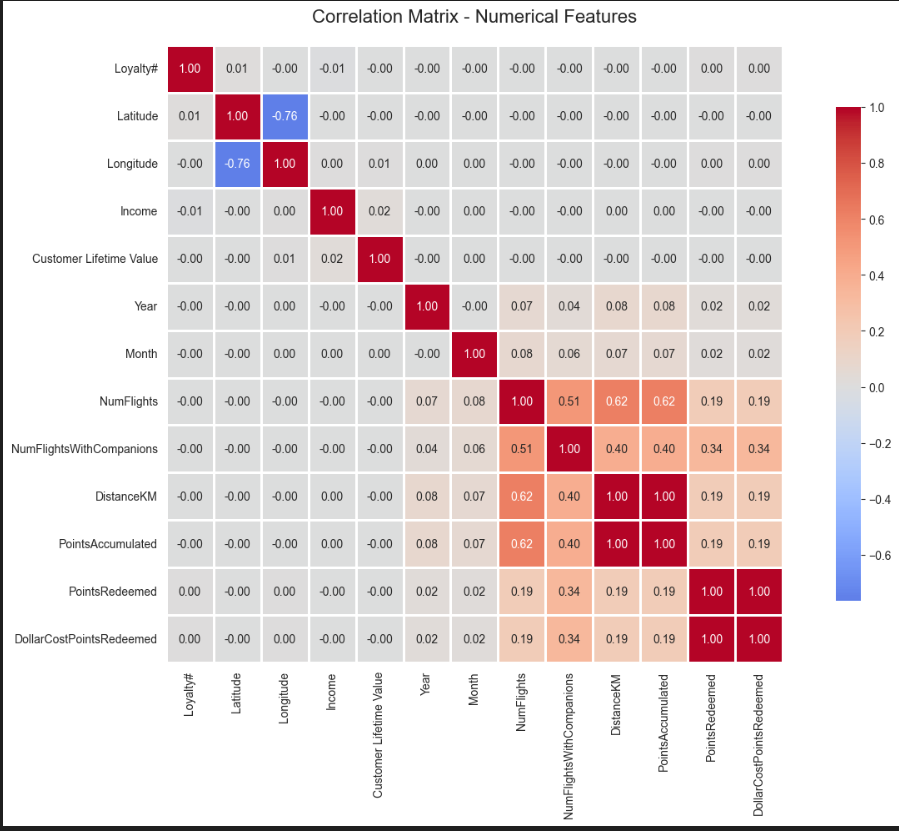 Correlation Matrix - Numerical Features
Loyalty# 1.00 0.01 -0.00 -0.01 -0.00 -0.00 -0.00 -0.00 -0.00 -0.00 -0.00 0.00 0.00
Latitude 0.01 1.00 -0.76 -0.00 -0.00 -0.00 -0.00 -0.00 -0.00 -0.00 -0.00 -0.00 -0.00
Longitude -0.00 -0.76 1.00 0.00 0.01 0.00 0.00 -0.00 -0.00 -0.00 -0.00 0.00 0.00
Income -0.01 -0.00 0.00 1.00 0.02 -0.00 0.00 -0.00 -0.00 -0.00 0.00 -0.00 -0.00
Customer Lifetime Value -0.00 -0.00 0.01 0.02 1.00 -0.00 0.00 -0.00 -0.00 -0.00 -0.00 -0.00 -0.00
Year -0.00 -0.00 0.00 -0.00 -0.00 1.00 -0.00 0.07 0.04 0.08 0.08 0.02 0.02
Month -0.00 -0.00 0.00 0.00 0.00 -0.00 1.00 0.08 0.06 0.07 0.07 0.02 0.02
NumFlights -0.00 -0.00 -0.00 -0.00 -0.00 0.07 0.08 1.00 0.51 0.62 0.62 0.19 0.19
NumFlightsWithCompanions -0.00 -0.00 -0.00 -0.00 -0.00 0.04 0.06 0.51 1.00 0.40 0.40 0.34 0.34
DistanceKM -0.00 -0.00 -0.00 0.00 -0.00 0.08 0.07 0.62 0.40 1.00 1.00 0.19 0.19
PointsAccumulated -0.00 -0.00 -0.00 0.00 -0.00 0.08 0.07 0.62 0.40 1.00 1.00 0.19 0.19
PointsRedeemed 0.00 -0.00 0.00 -0.00 -0.00 0.02 0.02 0.19 0.34 0.19 0.19 1.00 1.00
DollarCostPointsRedeemed 0.00 -0.00 0.00 -0.00 -0.00 0.02 0.02 0.19 0.34 0.19 0.19 1.00 1.00
Loyalty#
Latitude
Longitude
Income
Customer Lifetime Value
Year
Month
NumFlights
NumFlightsWithCompanions
DistanceKM
PointsAccumulated
PointsRedeemed
DollarCostPointsRedeemed
1.0
0.8
0.6
0.4
0.2
0.0
−0.2
−0.4
−0.6